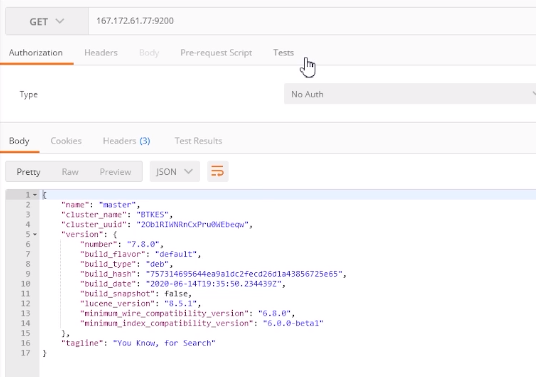 GET 167.172.61.77:9200
Authorization Headers Body Pre-request Script Tests
Type No Auth
Body Cookies Headers (3) Test Results
Pretty Raw Preview JSON
1 {
2 "name": "master",
3 "cluster_name": "BTKES",
4 "cluster_uuid": "2Ob1RIWNRnCxPru0WEbeqw",
5 "version": {
6 "number": "7.8.0",
7 "build_flavor": "default",
8 "build_type": "deb",
9 "build_hash": "757314695644ea9a1dc2fecd26d1a43856725e65",
10 "build_date": "2020-06-14T19:35:50.234439Z",
11 "build_snapshot": false,
12 "lucene_version": "8.5.1",
13 "minimum_wire_compatibility_version": "6.8.0",
14 "minimum_index_compatibility_version": "6.0.0-beta1"
15 },
16 "tagline": "You Know, for Search"
17 }